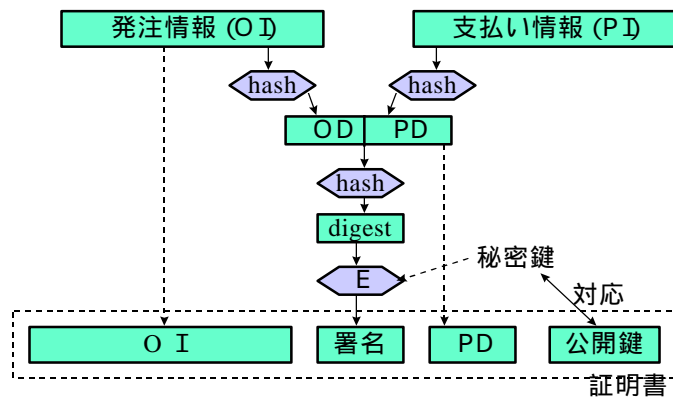 発注情報 (OI)
支払い情報 (PI)
hash
hash
OD
PD
hash
digest
秘密鍵
E
対応
O I
署名
PD
公開鍵
証明書